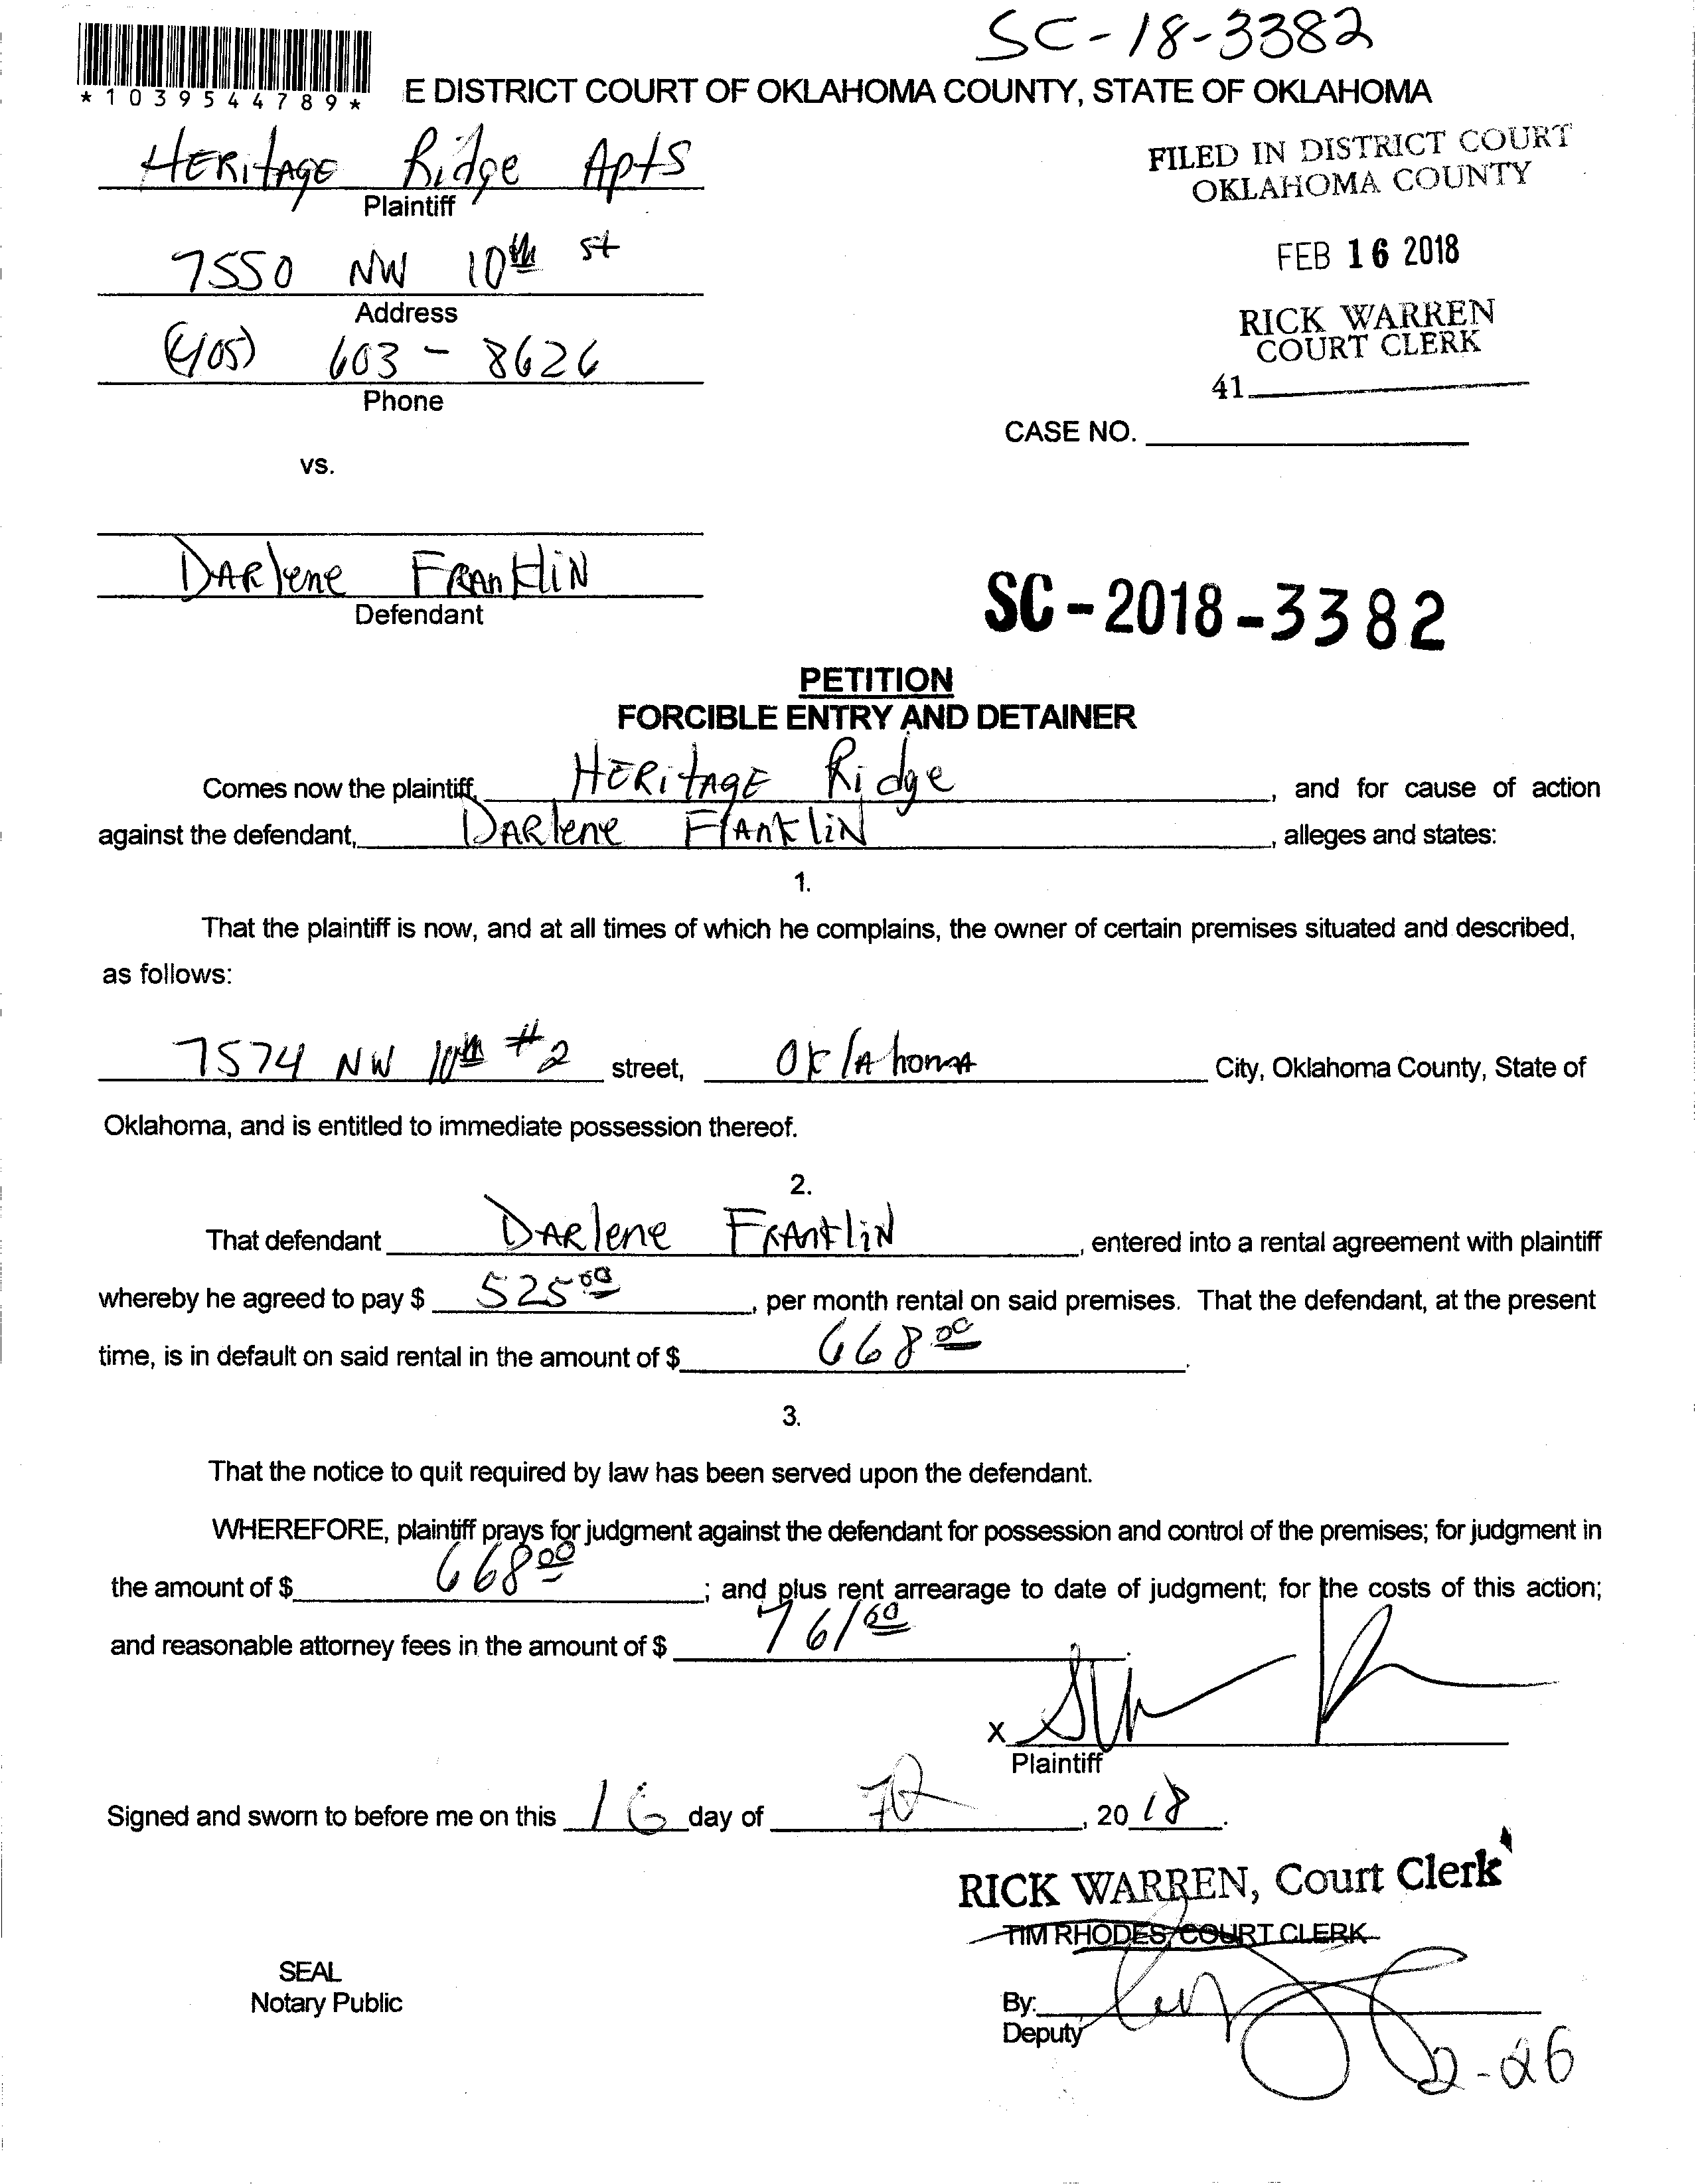 SC-18-3382
*1039544789*
E DISTRICT COURT OF OKLAHOMA COUNTY, STATE OF OKLAHOMA
HERitAGE Ridge Apts
Plaintiff
FILED IN DISTRICT COURT
OKLAHOMA COUNTY
7550 NW 10th st
Address
FEB 16 2018
(405) 603 - 8626
Phone
RICK WARREN
COURT CLERK
41
CASE NO.
vs.
DARlene FRANKliN
Defendant
SC-2018-3382
PETITION
FORCIBLE ENTRY AND DETAINER
Comes now the plaintiff, HERitAGE Ridge, and for cause of action
against the defendant, DARlene FrAnKliN, alleges and states:
1.
That the plaintiff is now, and at all times of which he complains, the owner of certain premises situated and described,
as follows:
7574 NW 10th #2 street, OklAhomA City, Oklahoma County, State of
Oklahoma, and is entitled to immediate possession thereof.
2.
That defendant DARlene FRANKliN, entered into a rental agreement with plaintiff
whereby he agreed to pay $ 525 00, per month rental on said premises. That the defendant, at the present
time, is in default on said rental in the amount of $ 668 00.
3.
That the notice to quit required by law has been served upon the defendant.
WHEREFORE, plaintiff prays for judgment against the defendant for possession and control of the premises; for judgment in
the amount of $ 668 00; and plus rent arrearage to date of judgment; for the costs of this action;
and reasonable attorney fees in the amount of $ 761 60.
X
Plaintiff
Signed and sworn to before me on this 16 day of , 2018.
RICK WARREN, Court Clerk
TIM RHODES, COURT CLERK
SEAL
Notary Public
By:
Deputy
2-26